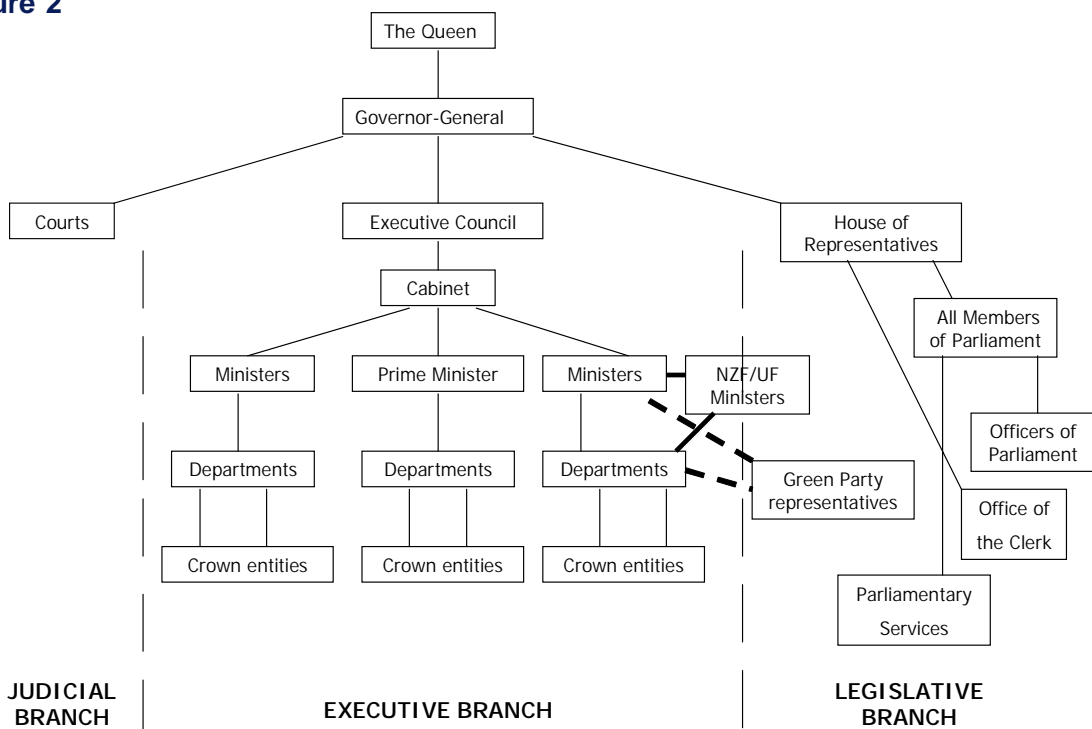 ure 2
The Queen
Governor-General
Courts
Executive Council
House of
Representatives
Cabinet
All Members
of Parliament
Ministers
Prime Minister
Ministers
NZF/UF
Ministers
Officers of
Parliament
Departments
Departments
Departments
Green Party
representatives
Office of
the Clerk
Crown entities
Crown entities
Crown entities
Parliamentary
Services
JUDICIAL
BRANCH
EXECUTIVE BRANCH
LEGISLATIVE
BRANCH